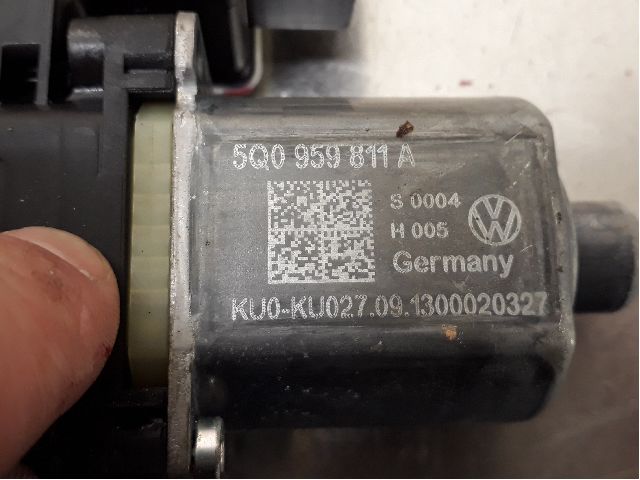 5Q0 959 811 A
S 0004
H 005
Germany
KU0-KU027.09.1300020327